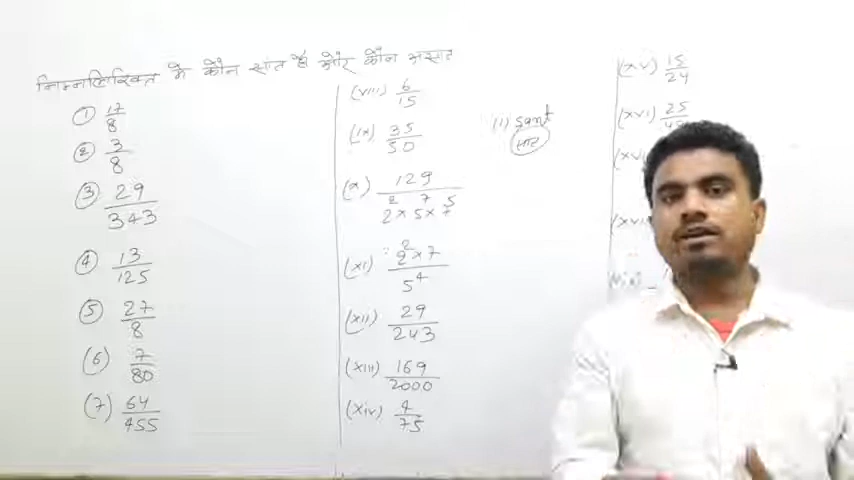 निम्नलिखित में कौन सांत है और कौन असांत
① 17/8
② 3/8
③ 29/343
④ 13/125
⑤ 27/8
(6) 7/80
(7) 64/455
(viii) 6/15
(ix) 35/50
(x) 129/2²×5⁷×7⁵
(xi) 2²×7/5⁴
(xii) 29/243
(xiii) 169/2000
(xiv) 4/75
(i) Sant
सांत
(xv) 15/24
(xvi) 25